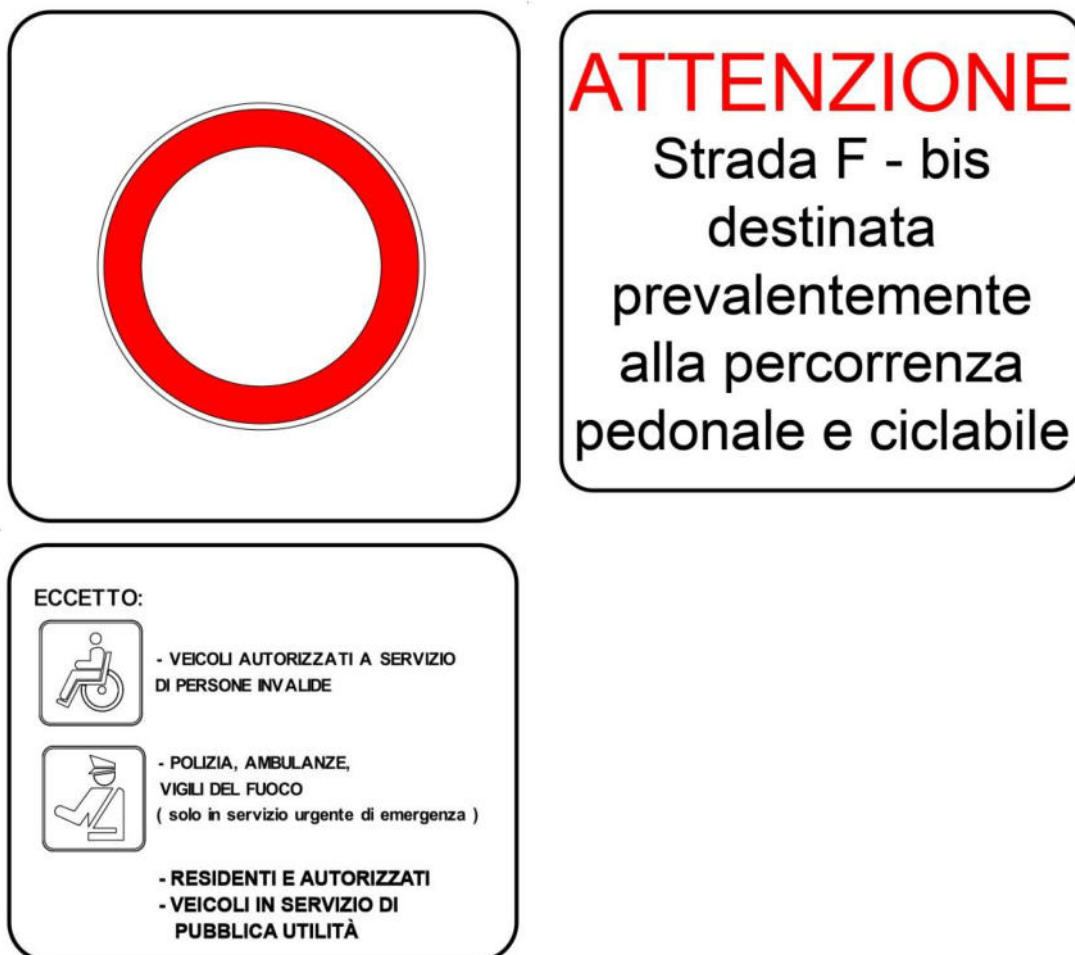 ATTENZIONE
Strada F - bis
destinata
prevalentemente
alla percorrenza
pedonale e ciclabile
ECCETTO:
- VEICOLI AUTORIZZATI A SERVIZIO
DI PERSONE INVALIDE
- POLIZIA, AMBULANZE,
VIGILI DEL FUOCO
( solo in servizio urgente di emergenza )
- RESIDENTI E AUTORIZZATI
- VEICOLI IN SERVIZIO DI
PUBBLICA UTILITÀ